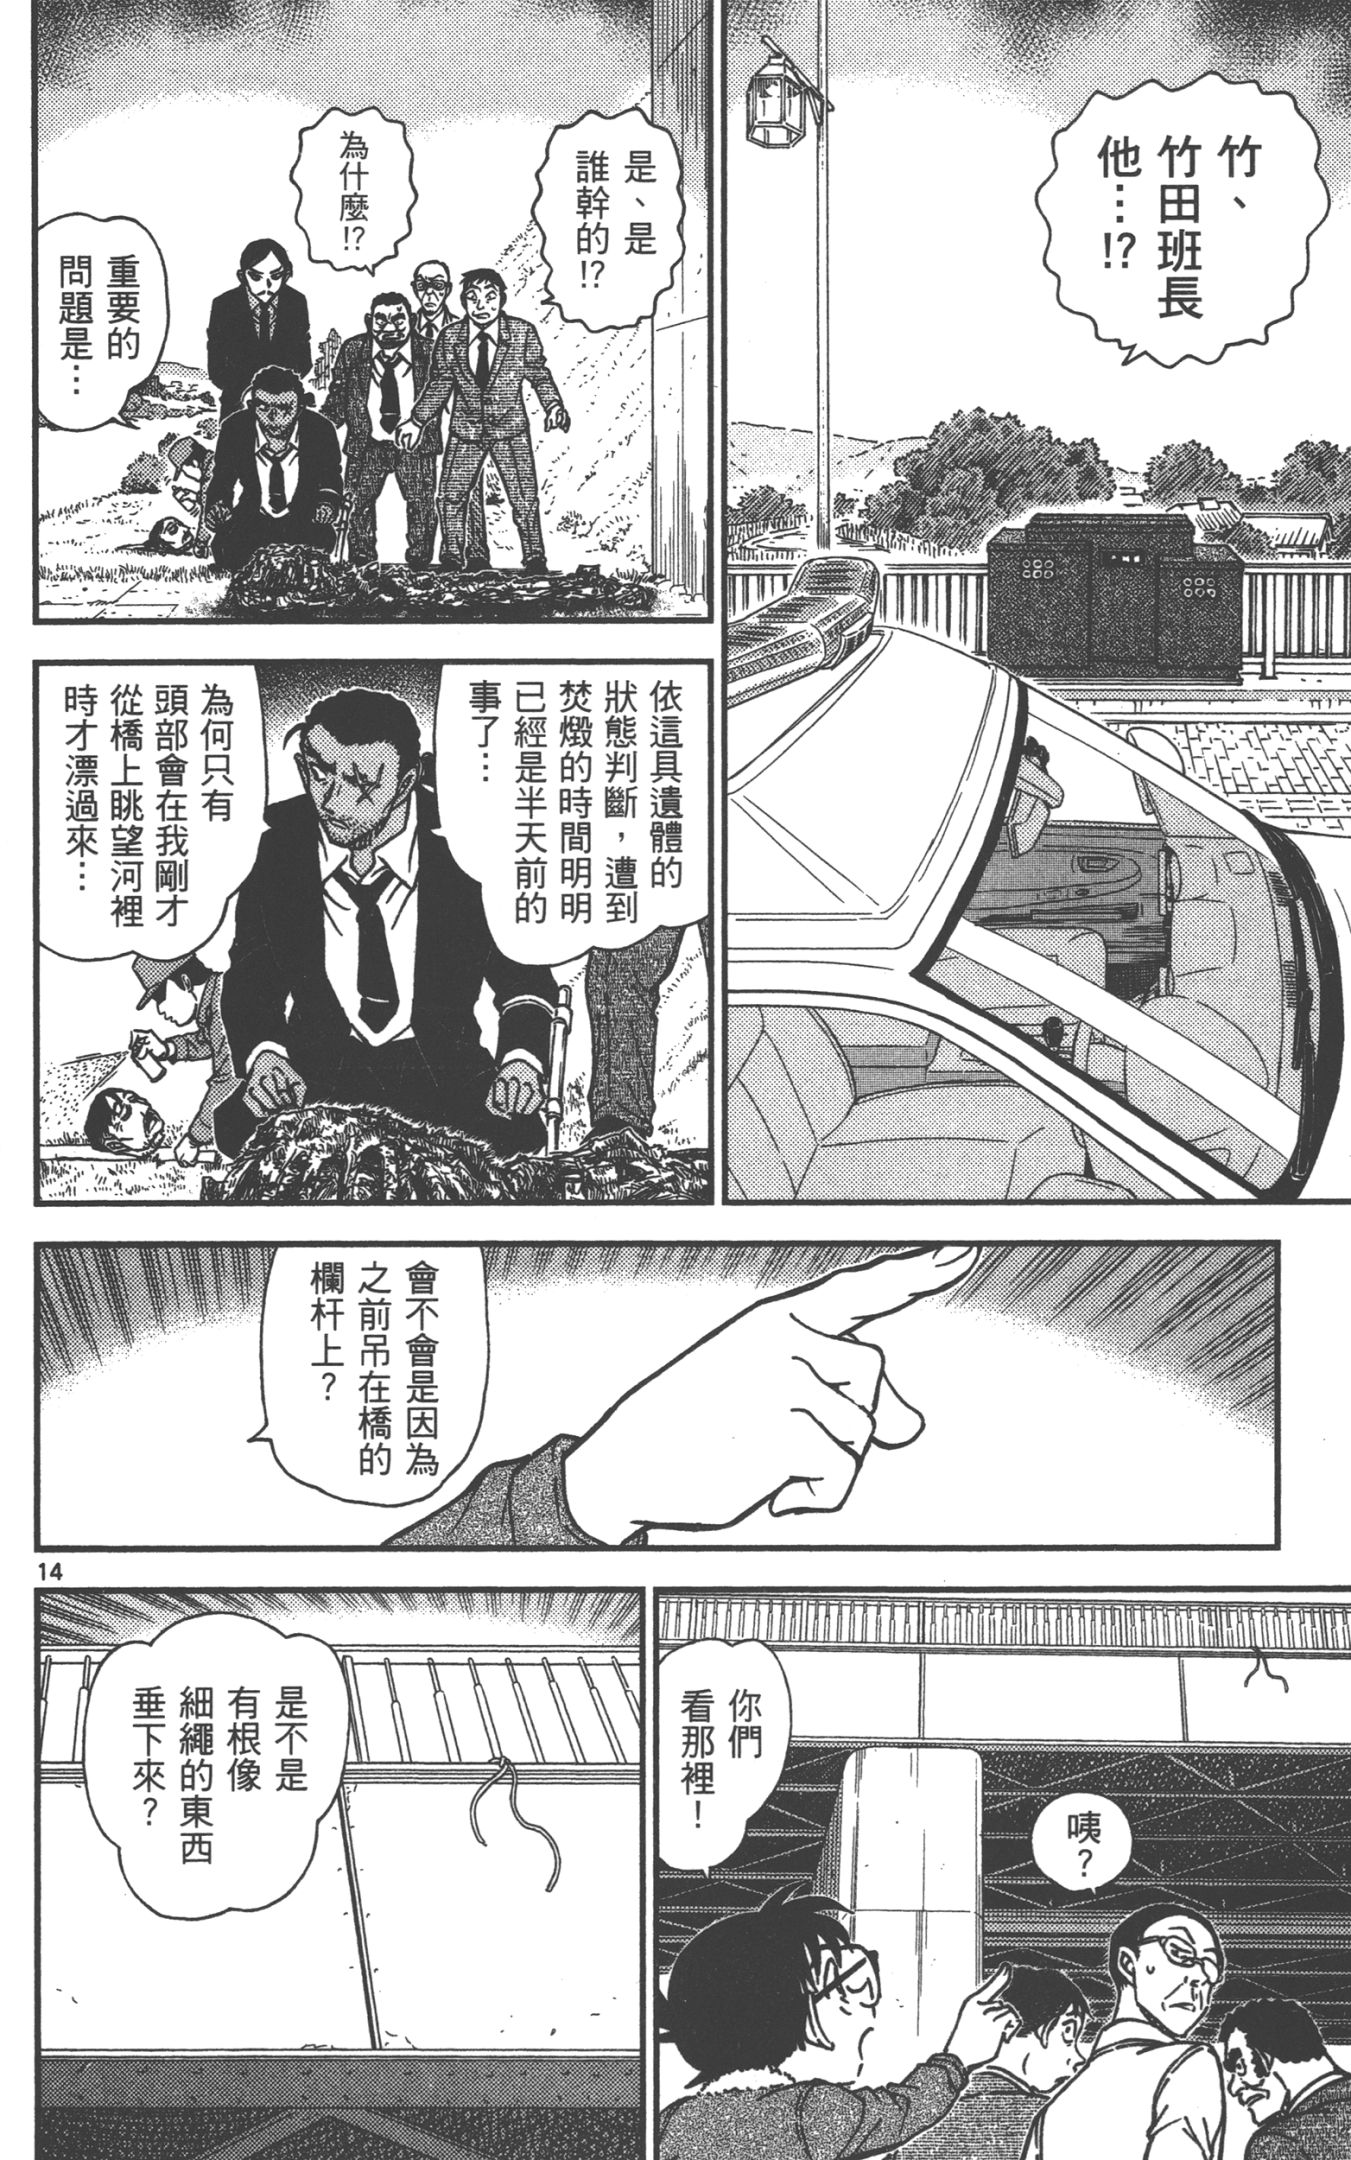 竹、
竹田班長
他…!?
是、是
誰幹的!?
為什麼!?
重要的
問題是…
依這具遺體的
狀態判斷，遭到
焚燬的時間明明
已經是半天前的
事了…
為何只有
頭部會在我剛才
從橋上眺望河裡
時才漂過來…
會不會是因為
之前吊在橋的
欄杆上？
14
你們
看那裡！
咦？
是不是
有根像
細繩的東西
垂下來？